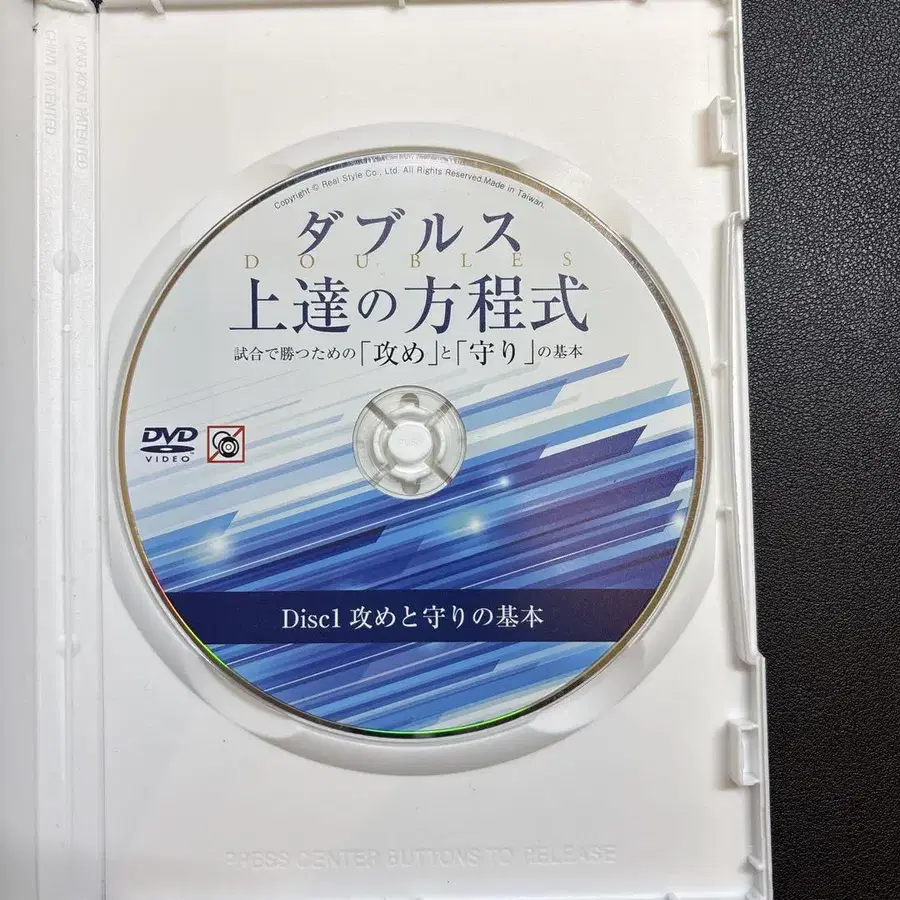 HONG KONG PATENTED
CHINA PATENTED
Copyright © Real Style Co., Ltd. All Rights Reserved.Made in Taiwan.
ダブルス
DOUBLES
上達の方程式
試合で勝つための「攻め」と「守り」の基本
DVD
VIDEO
Disc1 攻めと守りの基本
PRESS CENTER BUTTONS TO RELEASE